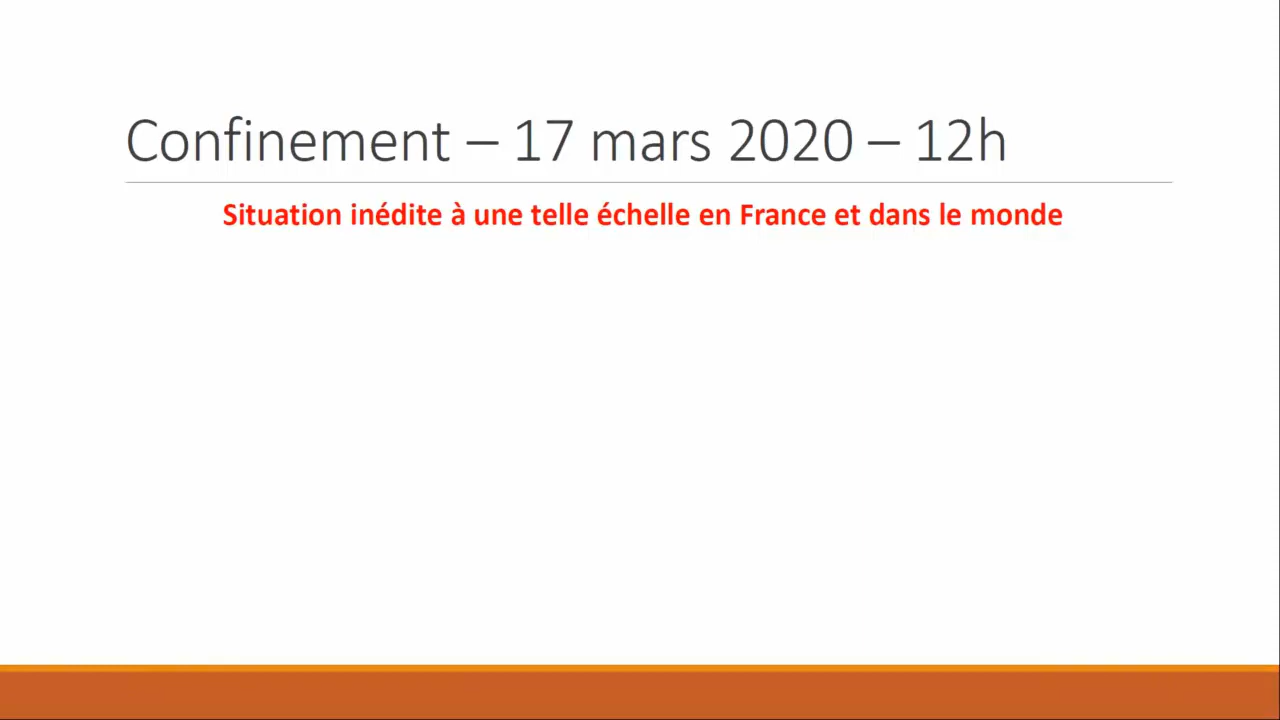 Confinement – 17 mars 2020 – 12h
Situation inédite à une telle échelle en France et dans le monde